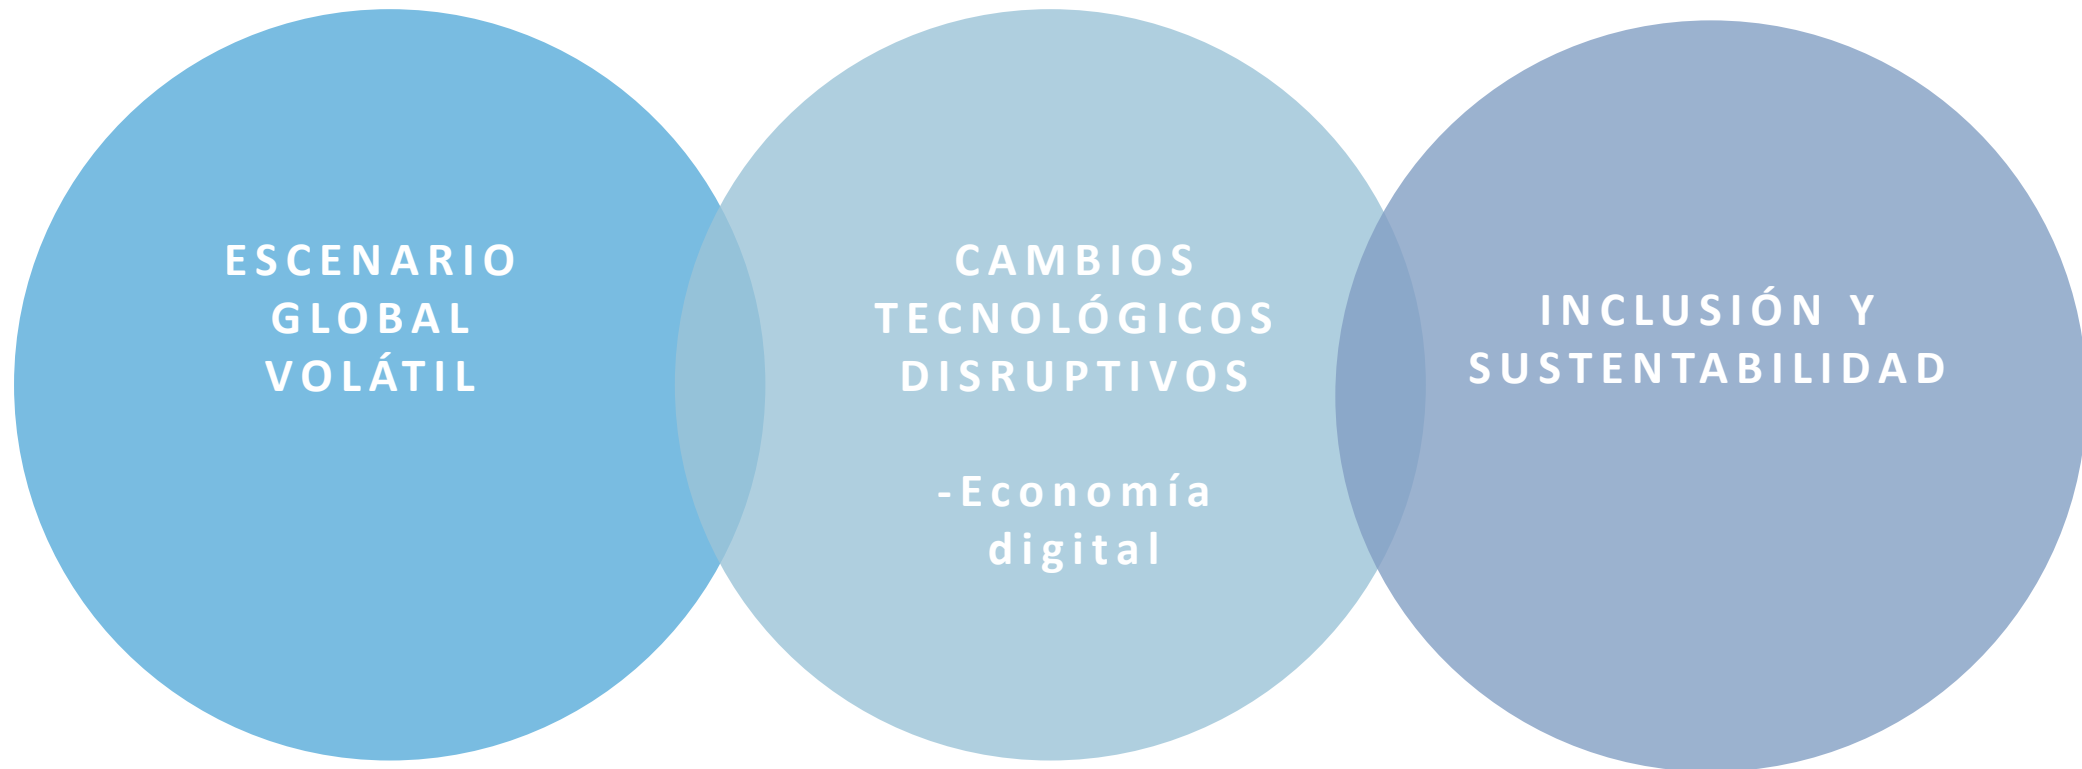 ESCENARIO
GLOBAL
VOLÁTIL
CAMBIOS
TECNOLÓGICOS
DISRUPTIVOS
-Economía
digital
INCLUSIÓN Y
SUSTENTABILIDAD